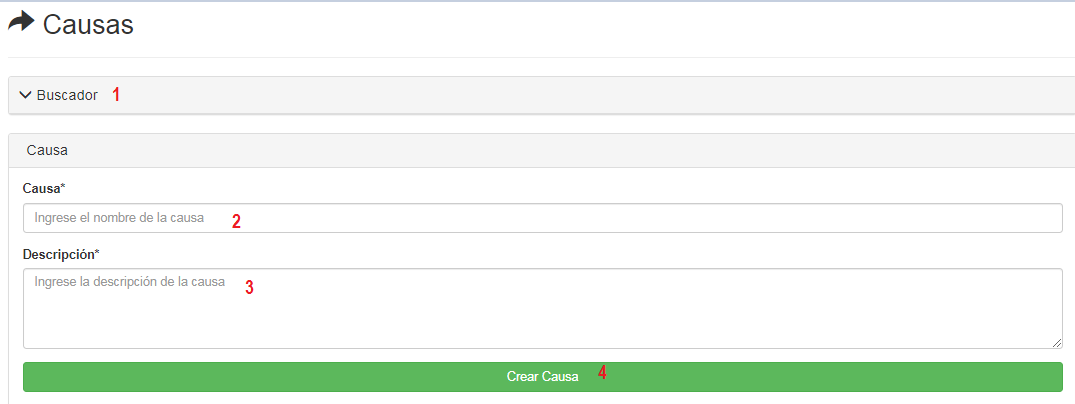 Causas
Buscador 1
Causa
Causa*
Ingrese el nombre de la causa 2
Descripción*
Ingrese la descripción de la causa 3
Crear Causa 4